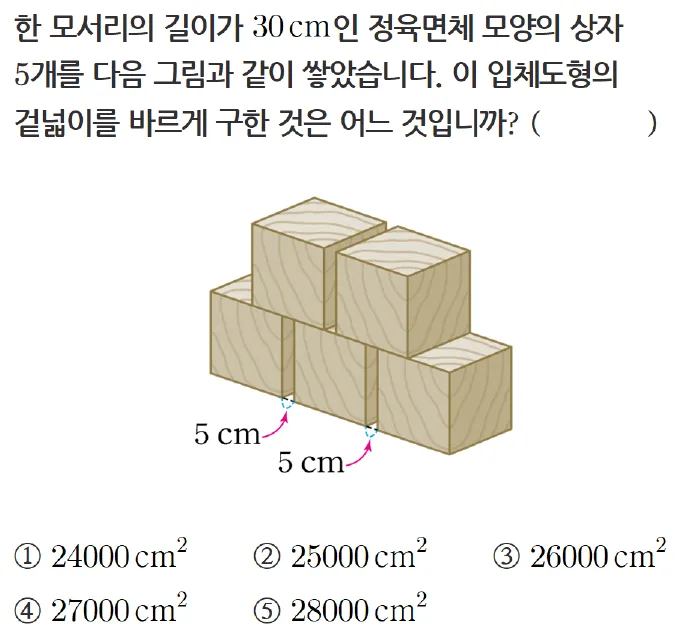 한 모서리의 길이가 30 cm인 정육면체 모양의 상자
5개를 다음 그림과 같이 쌓았습니다. 이 입체도형의
겉넓이를 바르게 구한 것은 어느 것입니까? (          )
5 cm
5 cm
① 24000 cm² ② 25000 cm² ③ 26000 cm²
④ 27000 cm² ⑤ 28000 cm²